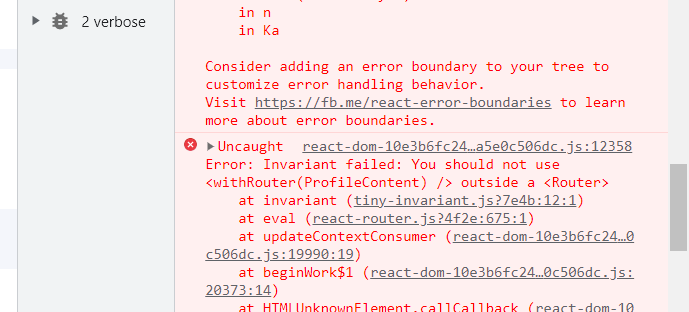 in n
2 verbose
in Ka
Consider adding an error boundary to your tree to
customize error handling behavior.
Visit https://fb.me/react-error-boundaries to learn
more about error boundaries.
Uncaught react-dom-10e3b6fc24…a5e0c506dc.js:12358
Error: Invariant failed: You should not use
<withRouter(ProfileContent) /> outside a <Router>
at invariant (tiny-invariant.js?7e4b:12:1)
at eval (react-router.js?4f2e:675:1)
at updateContextConsumer (react-dom-10e3b6fc24…0
c506dc.js:19990:19)
at beginWork$1 (react-dom-10e3b6fc24…0c506dc.js:
20373:14)
at HTMLUnknownElement.callCallback (react-dom-10